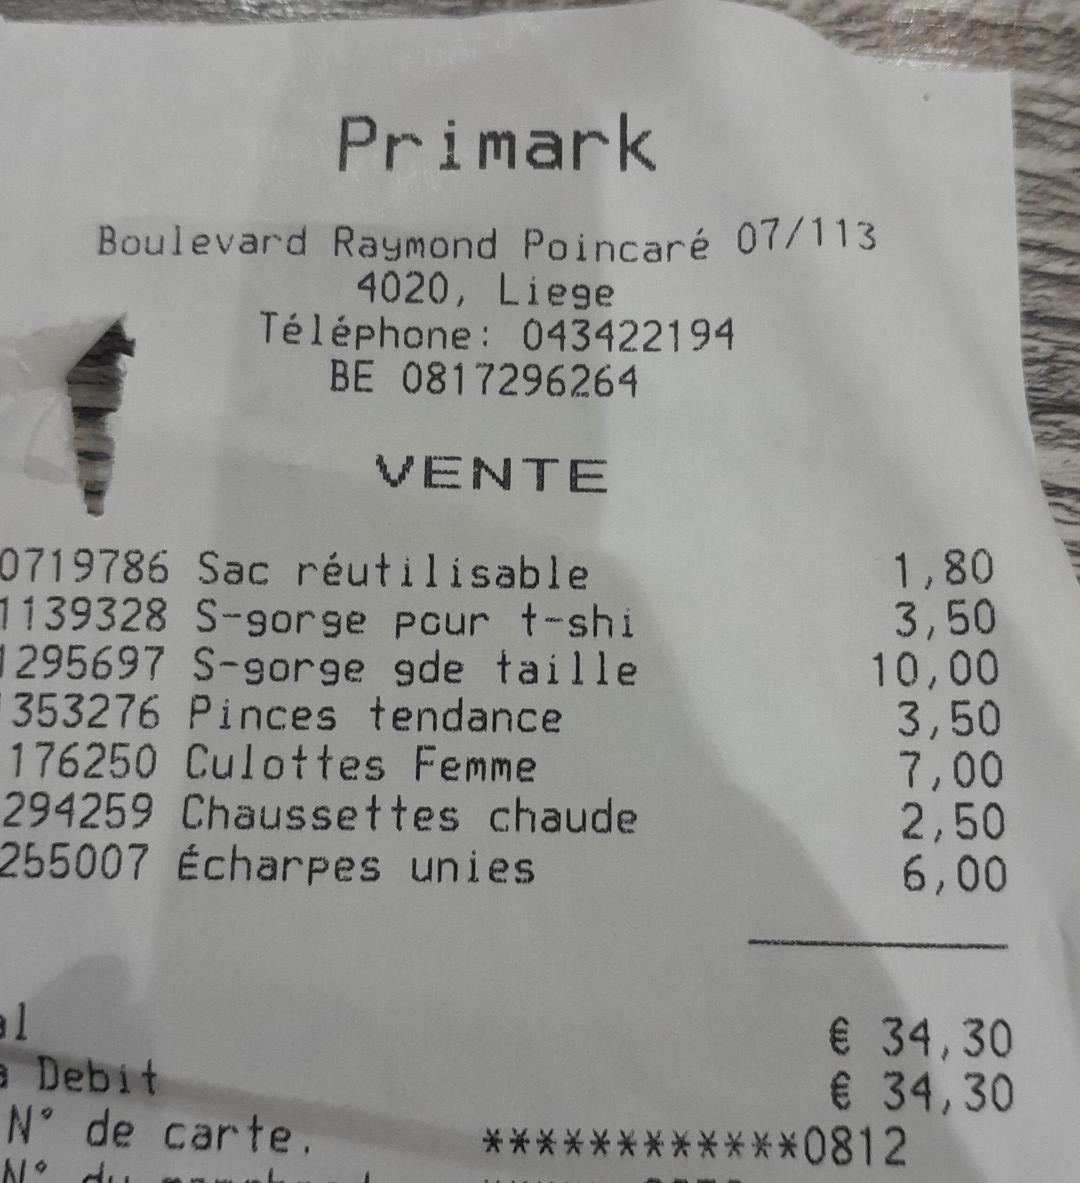 Primark
Boulevard Raymond Poincaré 07/113
4020, Liege
Téléphone: 043422194
BE 0817296264
VENTE
0719786 Sac réutilisable 1,80
1139328 S-gorge pour t-shi 3,50
1295697 S-gorge gde taille 10,00
353276 Pinces tendance 3,50
176250 Culottes Femme 7,00
294259 Chaussettes chaude 2,50
255007 Écharpes unies 6,00
al € 34,30
a Debit € 34,30
N° de carte. ************0812
N° du